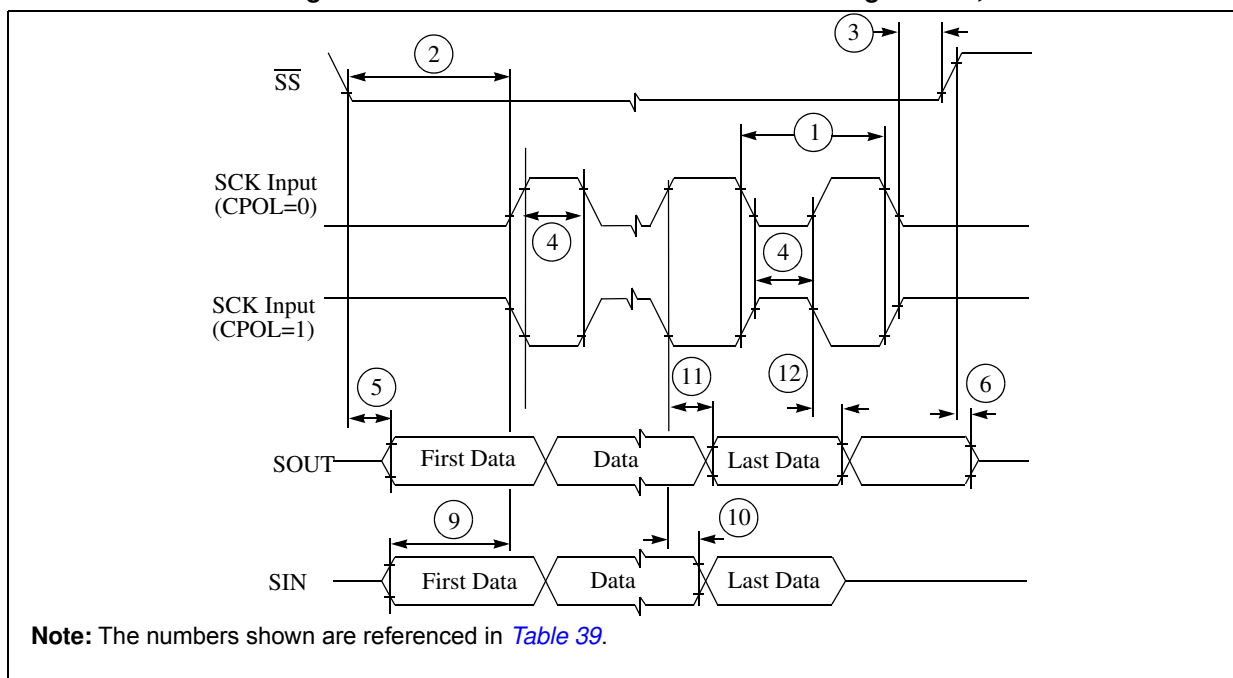 3
2
SS
1
SCK Input
(CPOL=0)
4
4
SCK Input
(CPOL=1)
5
11
12
6
SOUT
First Data
Data
Last Data
9
10
SIN
First Data
Data
Last Data
Note: The numbers shown are referenced in Table 39.